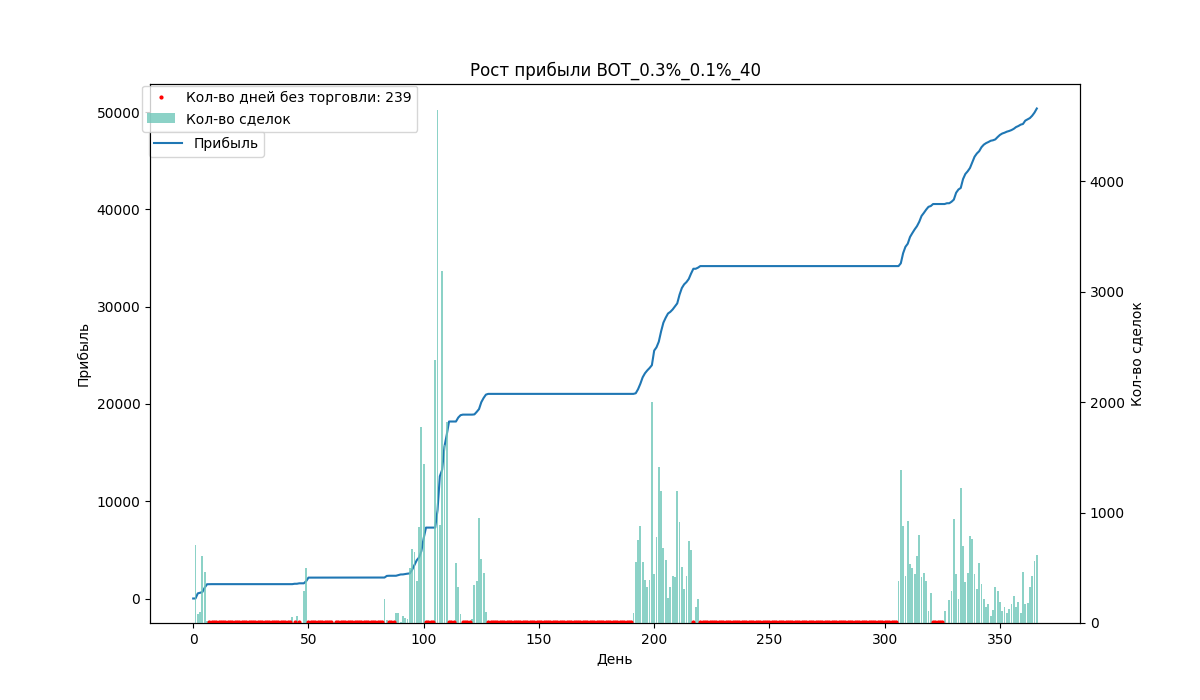 Рост прибыли BOT_0.3%_0.1%_40
Кол-во дней без торговли: 239
Кол-во сделок
Прибыль
50000
40000
30000
20000
10000
0
Прибыль
4000
3000
2000
1000
0
Кол-во сделок
0
50
100
150
200
250
300
350
День